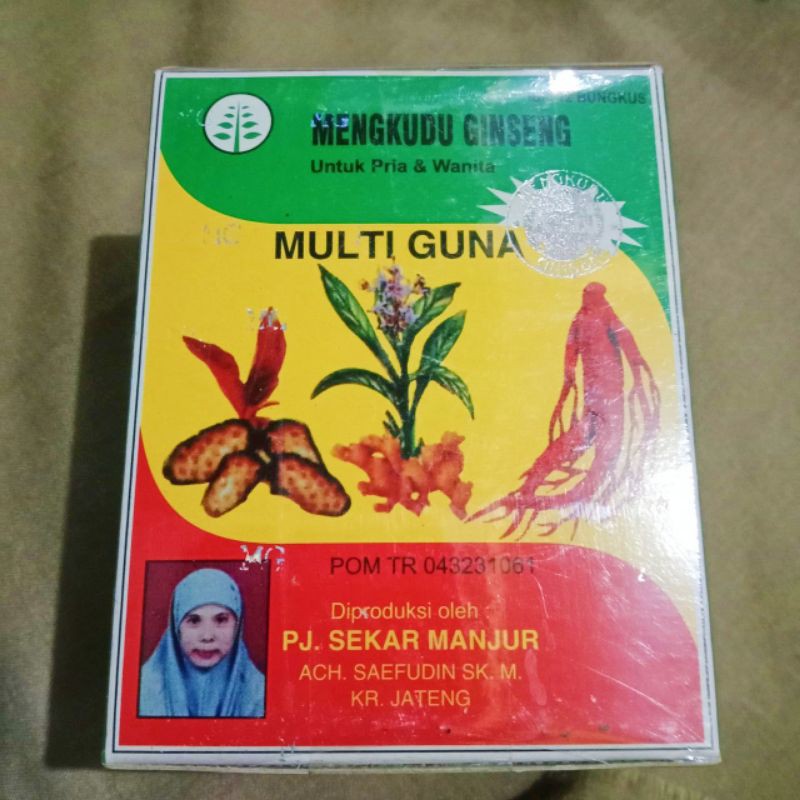 BUNGKUS
MENGKUDU GINSENG
Untuk Pria & Wanita
MULTI GUNA
MG
POM TR 043231061
Diproduksi oleh :
PJ. SEKAR MANJUR
ACH. SAEFUDIN SK. M.
KR. JATENG